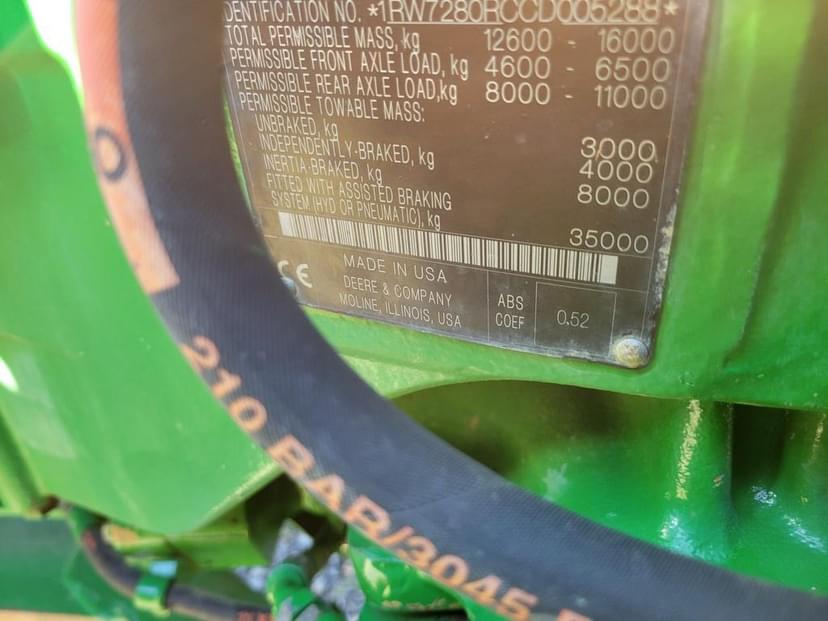 DENTIFICATION NO. *1RW7280RCCD005288*
TOTAL PERMISSIBLE MASS, kg 12600 - 16000
PERMISSIBLE FRONT AXLE LOAD, kg 4600 - 6500
PERMISSIBLE REAR AXLE LOAD,kg 8000 - 11000
PERMISSIBLE TOWABLE MASS:
UNBRAKED, kg 3000
INDEPENDENTLY-BRAKED, kg 4000
INERTIA-BRAKED, kg 8000
FITTED WITH ASSISTED BRAKING
SYSTEM (HYD OR PNEUMATIC), kg 35000
CE
MADE IN USA
DEERE & COMPANY
MOLINE, ILLINOIS, USA
ABS
COEF
0.52
210 BAR/3045